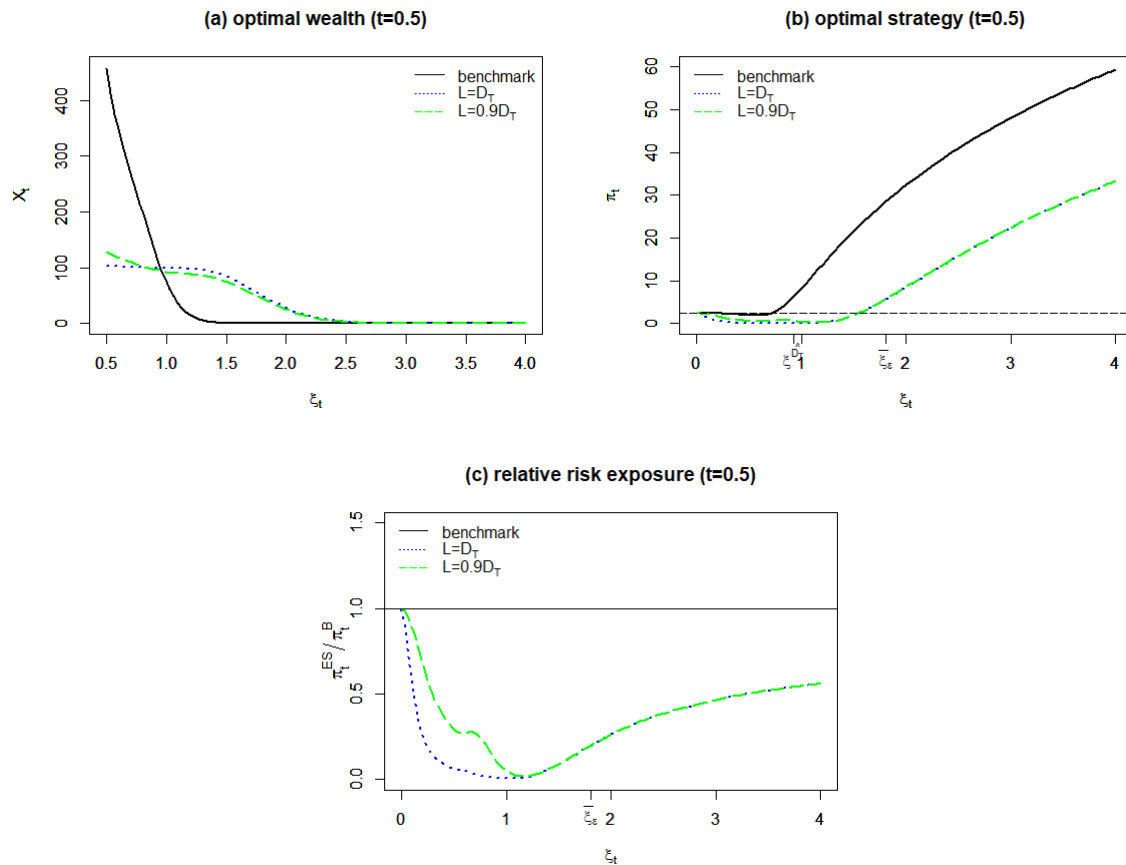 (a) optimal wealth (t=0.5)
X_t
0 100 200 300 400
benchmark
L=D_T
L=0.9D_T
0.5 1.0 1.5 2.0 2.5 3.0 3.5 4.0
ξ_t
(b) optimal strategy (t=0.5)
π_t
0 10 20 30 40 50 60
benchmark
L=D_T
L=0.9D_T
0 1 2 3 4
ξ_t
(c) relative risk exposure (t=0.5)
π_t^ES / π_t^B
0.0 0.5 1.0 1.5
benchmark
L=D_T
L=0.9D_T
0 1 2 3 4
ξ_t